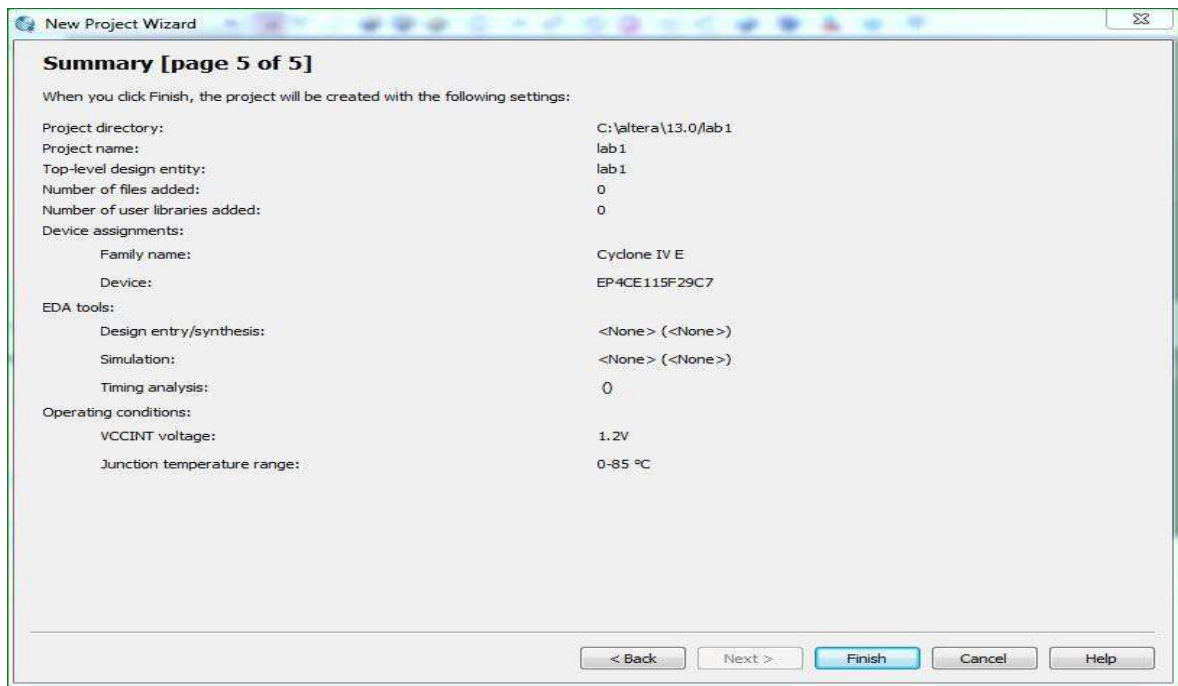 New Project Wizard
Summary [page 5 of 5]
When you click Finish, the project will be created with the following settings:
Project directory: C:\altera\13.0/lab1
Project name: lab1
Top-level design entity: lab1
Number of files added: 0
Number of user libraries added: 0
Device assignments:
Family name: Cyclone IV E
Device: EP4CE115F29C7
EDA tools:
Design entry/synthesis: <None> (<None>)
Simulation: <None> (<None>)
Timing analysis: ()
Operating conditions:
VCCINT voltage: 1.2V
Junction temperature range: 0-85 °C
< Back Next > Finish Cancel Help